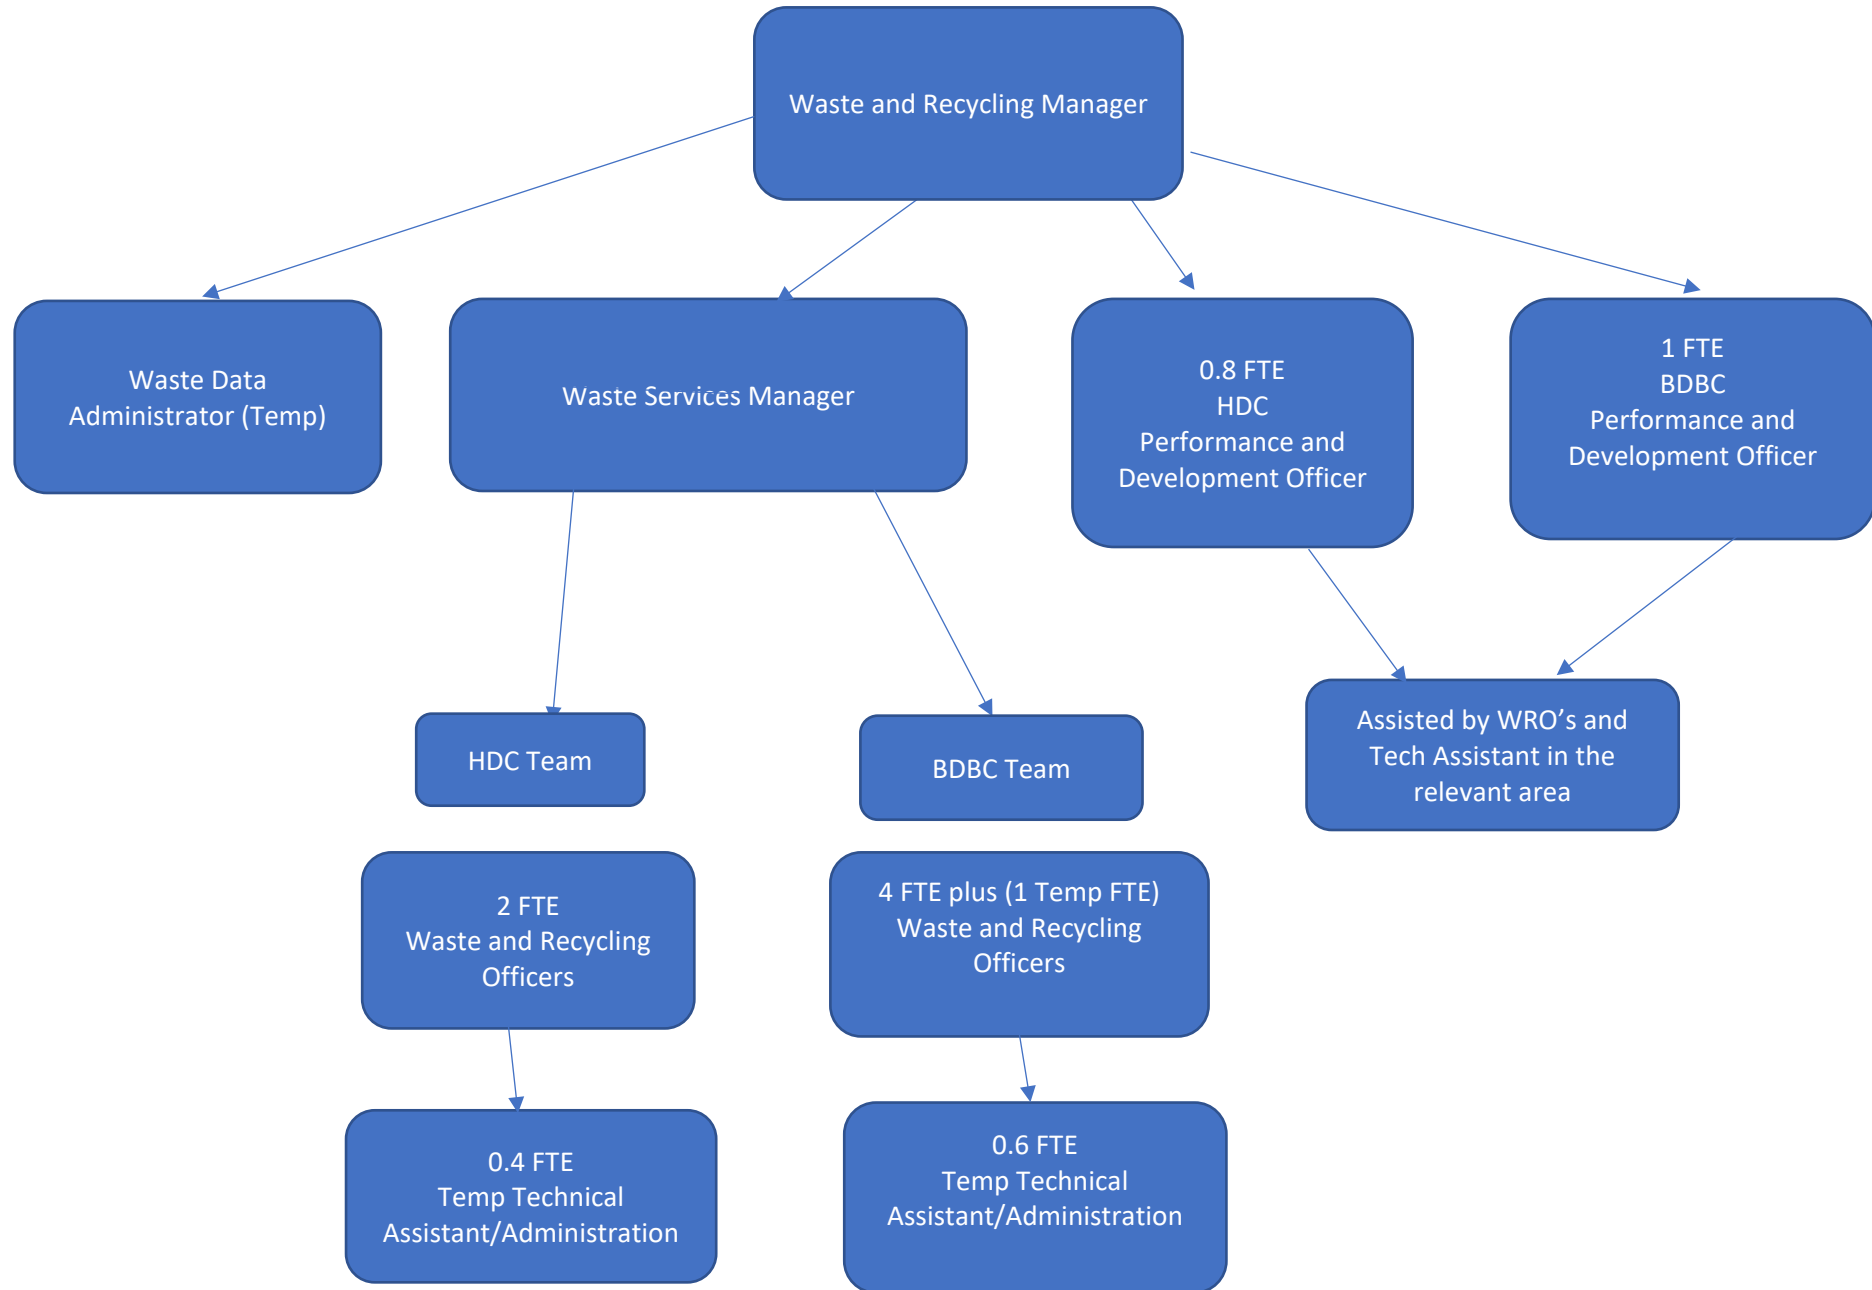 Waste and Recycling Manager
Waste Data
Administrator (Temp)
Waste Services Manager
0.8 FTE
HDC
Performance and
Development Officer
1 FTE
BDBC
Performance and
Development Officer
HDC Team
BDBC Team
Assisted by WRO’s and
Tech Assistant in the
relevant area
2 FTE
Waste and Recycling
Officers
4 FTE plus (1 Temp FTE)
Waste and Recycling
Officers
0.4 FTE
Temp Technical
Assistant/Administration
0.6 FTE
Temp Technical
Assistant/Administration